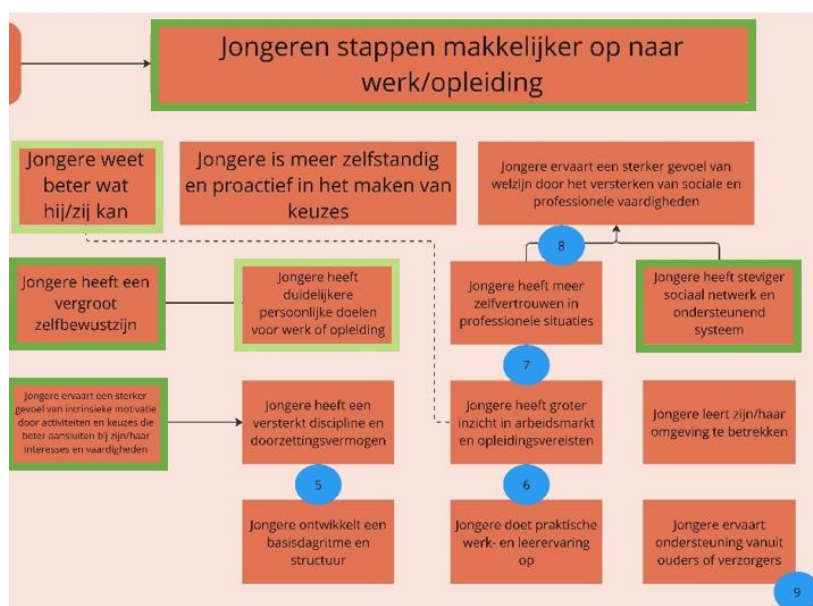 Jongeren stappen makkelijker op naar
werk/opleiding
Jongere weet
beter wat
hij/zij kan
Jongere is meer zelfstandig
en proactief in het maken van
keuzes
Jongere ervaart een sterker gevoel van
welzijn door het versterken van sociale en
professionele vaardigheden
8
Jongere heeft een
vergroot
zelfbewustzijn
Jongere heeft
duidelijkere
persoonlijke doelen
voor werk of opleiding
Jongere heeft meer
zelfvertrouwen in
professionele situaties
Jongere heeft steviger
sociaal netwerk en
ondersteunend
systeem
7
Jongere ervaart een sterker
gevoel van intrinsieke motivatie
door activiteiten en keuzes die
beter aansluiten bij zijn/haar
interesses en vaardigheden
Jongere heeft een
versterkt discipline en
doorzettingsvermogen
Jongere heeft groter
inzicht in arbeidsmarkt
en opleidingsvereisten
Jongere leert zijn/haar
omgeving te betrekken
5
6
Jongere ontwikkelt een
basisdagritme en
structuur
Jongere doet praktische
werk- en leerervaring
op
Jongere ervaart
ondersteuning vanuit
ouders of verzorgers
9